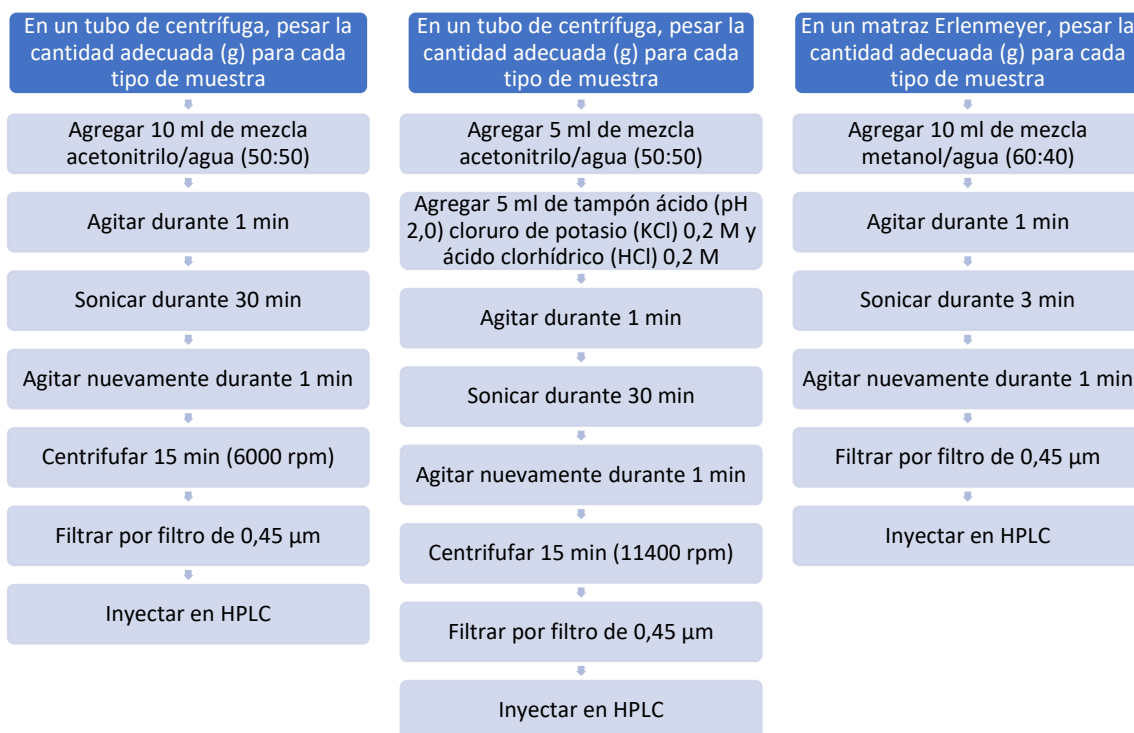 En un tubo de centrífuga, pesar la
cantidad adecuada (g) para cada
tipo de muestra
Agregar 10 ml de mezcla
acetonitrilo/agua (50:50)
Agitar durante 1 min
Sonicar durante 30 min
Agitar nuevamente durante 1 min
Centrifufar 15 min (6000 rpm)
Filtrar por filtro de 0,45 µm
Inyectar en HPLC
En un tubo de centrífuga, pesar la
cantidad adecuada (g) para cada
tipo de muestra
Agregar 5 ml de mezcla
acetonitrilo/agua (50:50)
Agregar 5 ml de tampón ácido (pH
2,0) cloruro de potasio (KCl) 0,2 M y
ácido clorhídrico (HCl) 0,2 M
Agitar durante 1 min
Sonicar durante 30 min
Agitar nuevamente durante 1 min
Centrifufar 15 min (11400 rpm)
Filtrar por filtro de 0,45 µm
Inyectar en HPLC
En un matraz Erlenmeyer, pesar la
cantidad adecuada (g) para cada
tipo de muestra
Agregar 10 ml de mezcla
metanol/agua (60:40)
Agitar durante 1 min
Sonicar durante 3 min
Agitar nuevamente durante 1 min
Filtrar por filtro de 0,45 µm
Inyectar en HPLC